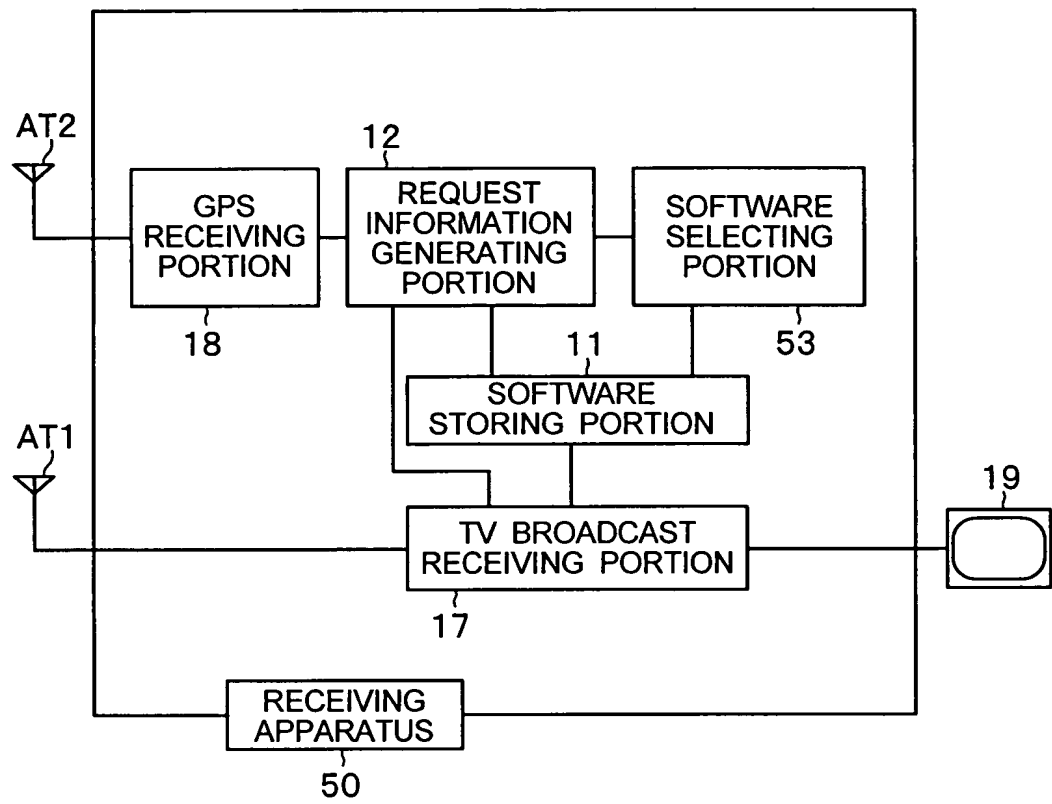 AT2
GPS
RECEIVING
PORTION
18
12
REQUEST
INFORMATION
GENERATING
PORTION
SOFTWARE
SELECTING
PORTION
53
11
SOFTWARE
STORING PORTION
AT1
TV BROADCAST
RECEIVING PORTION
17
19
RECEIVING
APPARATUS
50